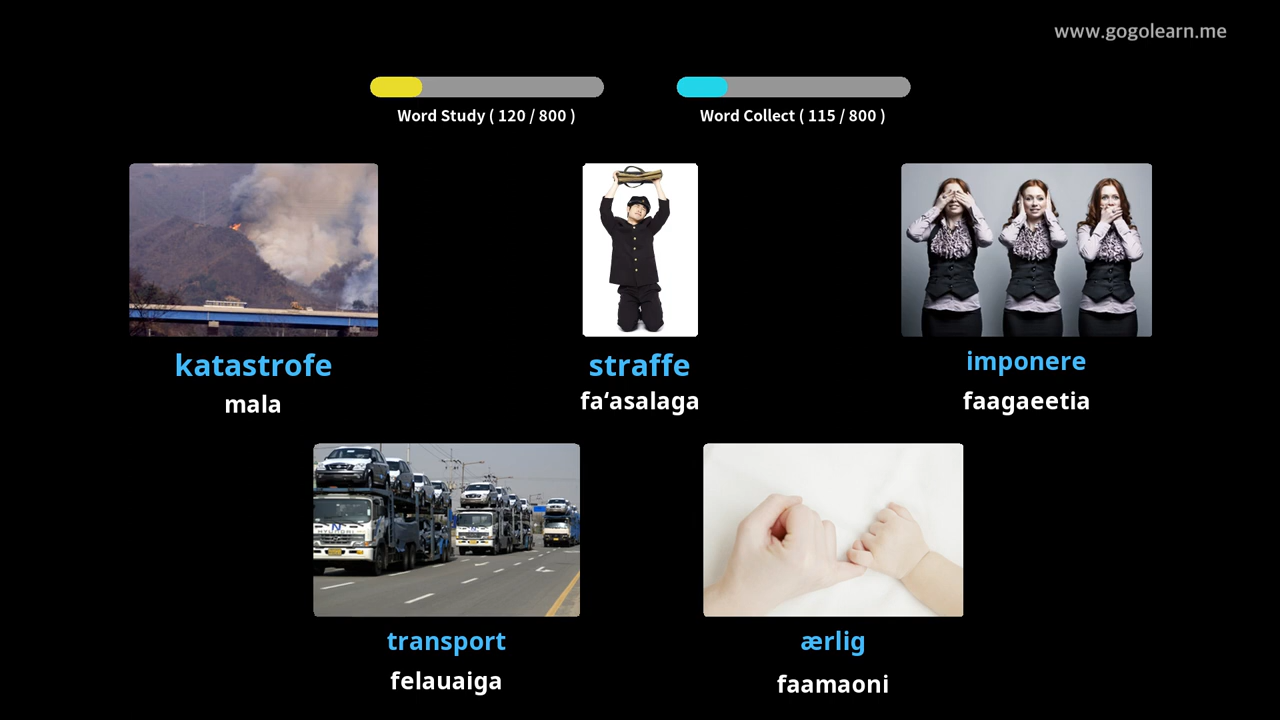 www.gogolearn.me
Word Study ( 120 / 800 )
Word Collect ( 115 / 800 )
katastrofe
mala
straffe
fa‘asalaga
imponere
faagaeetia
transport
felauaiga
ærlig
faamaoni